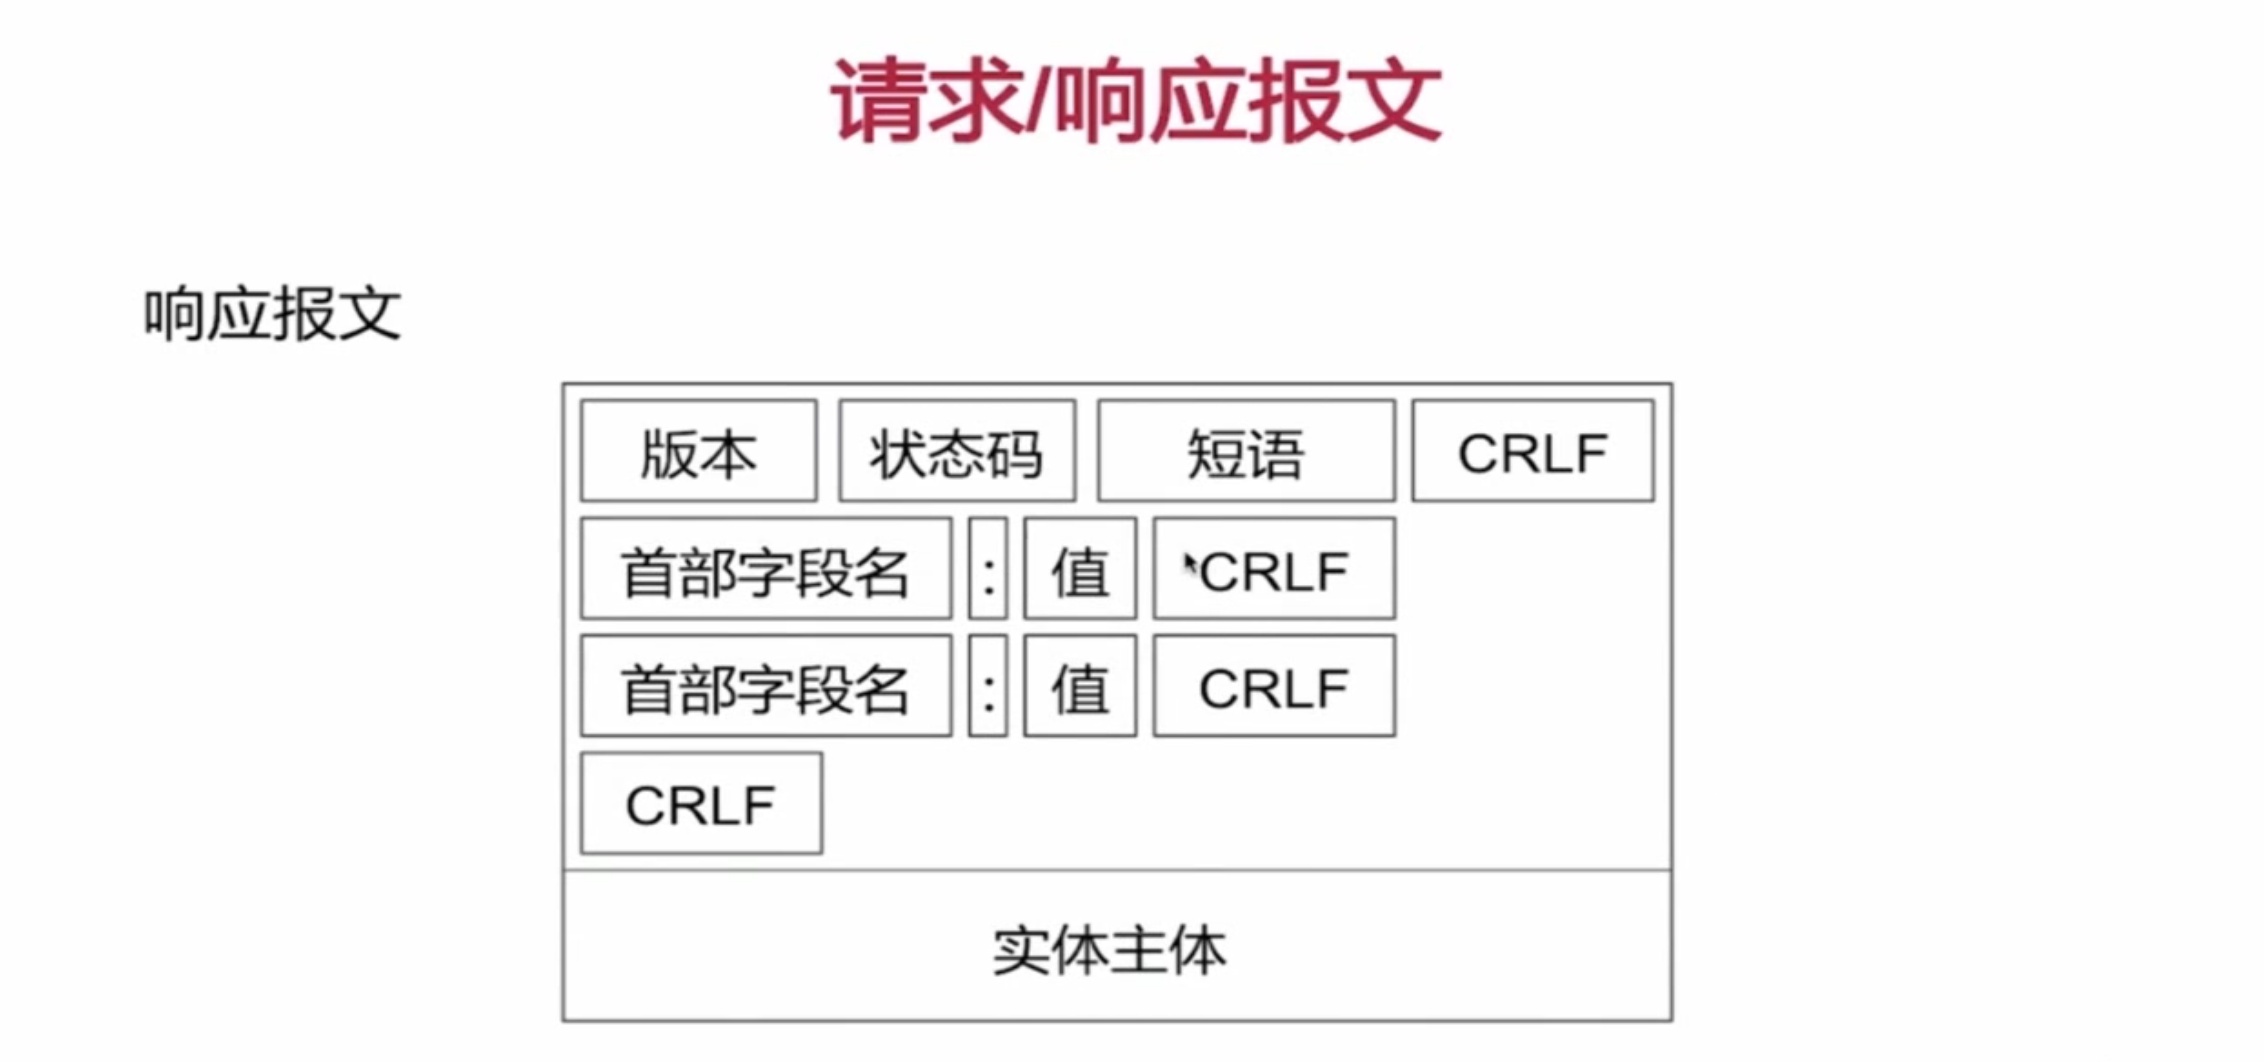 请求/响应报文
响应报文
版本 状态码 短语 CRLF
首部字段名 : 值 CRLF
首部字段名 : 值 CRLF
CRLF
实体主体